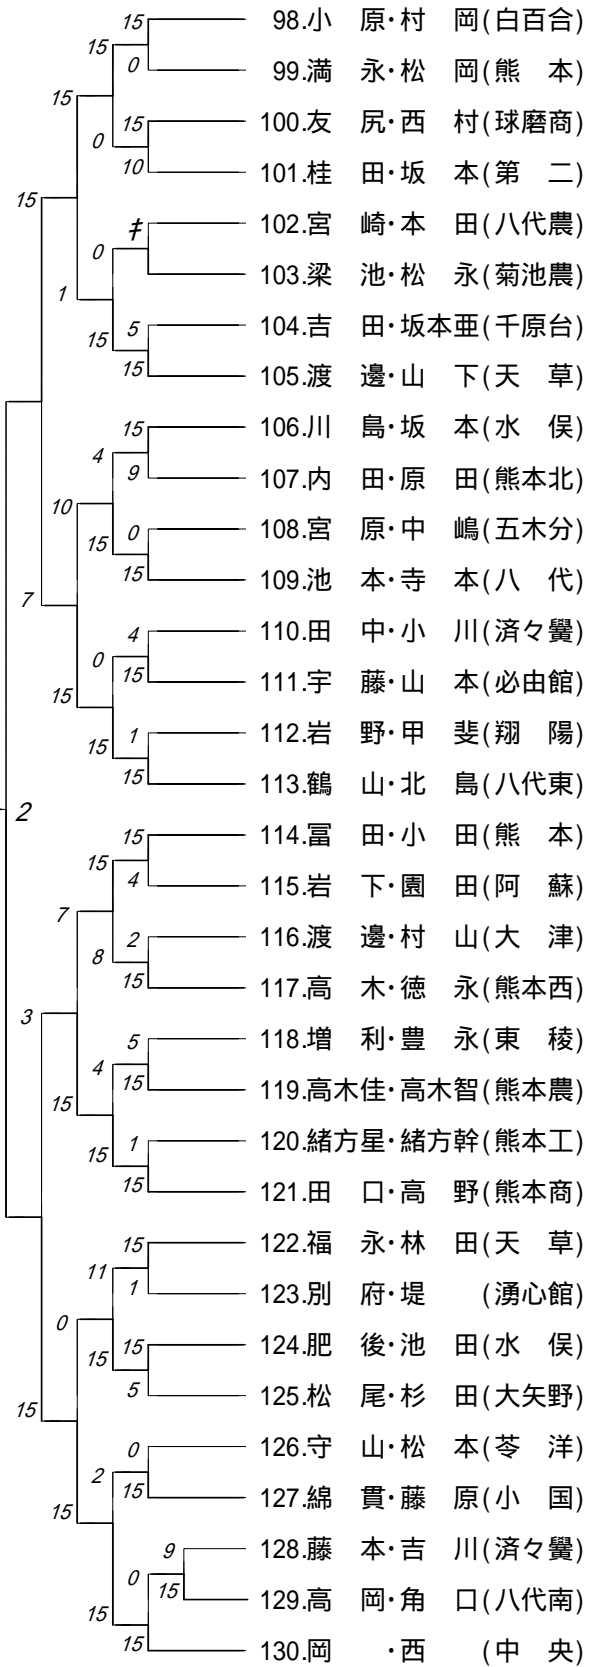 15 98.小 原・村 岡(白百合)
15
0 99.満 永・松 岡(熊 本)
15
15 100.友 尻・西 村(球磨商)
0
10 101.桂 田・坂 本(第 二)
15
キ 102.宮 崎・本 田(八代農)
0
103.梁 池・松 永(菊池農)
1
5 104.吉 田・坂本亜(千原台)
15
15 105.渡 邊・山 下(天 草)
15 106.川 島・坂 本(水 俣)
4
9 107.内 田・原 田(熊本北)
10
0 108.宮 原・中 嶋(五木分)
15
15 109.池 本・寺 本(八 代)
7
4 110.田 中・小 川(済々黌)
0
15 111.宇 藤・山 本(必由館)
15
1 112.岩 野・甲 斐(翔 陽)
15
15 113.鶴 山・北 島(八代東)
2
15 114.冨 田・小 田(熊 本)
15
4 115.岩 下・園 田(阿 蘇)
7
2 116.渡 邊・村 山(大 津)
8
15 117.高 木・徳 永(熊本西)
3
5 118.増 利・豊 永(東 稜)
4
15 119.高木佳・高木智(熊本農)
15
1 120.緒方星・緒方幹(熊本工)
15
15 121.田 口・高 野(熊本商)
15 122.福 永・林 田(天 草)
11
1 123.別 府・堤 (湧心館)
0
15 124.肥 後・池 田(水 俣)
15
5 125.松 尾・杉 田(大矢野)
15
0 126.守 山・松 本(苓 洋)
2
15 127.綿 貫・藤 原(小 国)
15
9 128.藤 本・吉 川(済々黌)
0
15 129.高 岡・角 口(八代南)
15
15 130.岡 ・西 (中 央)